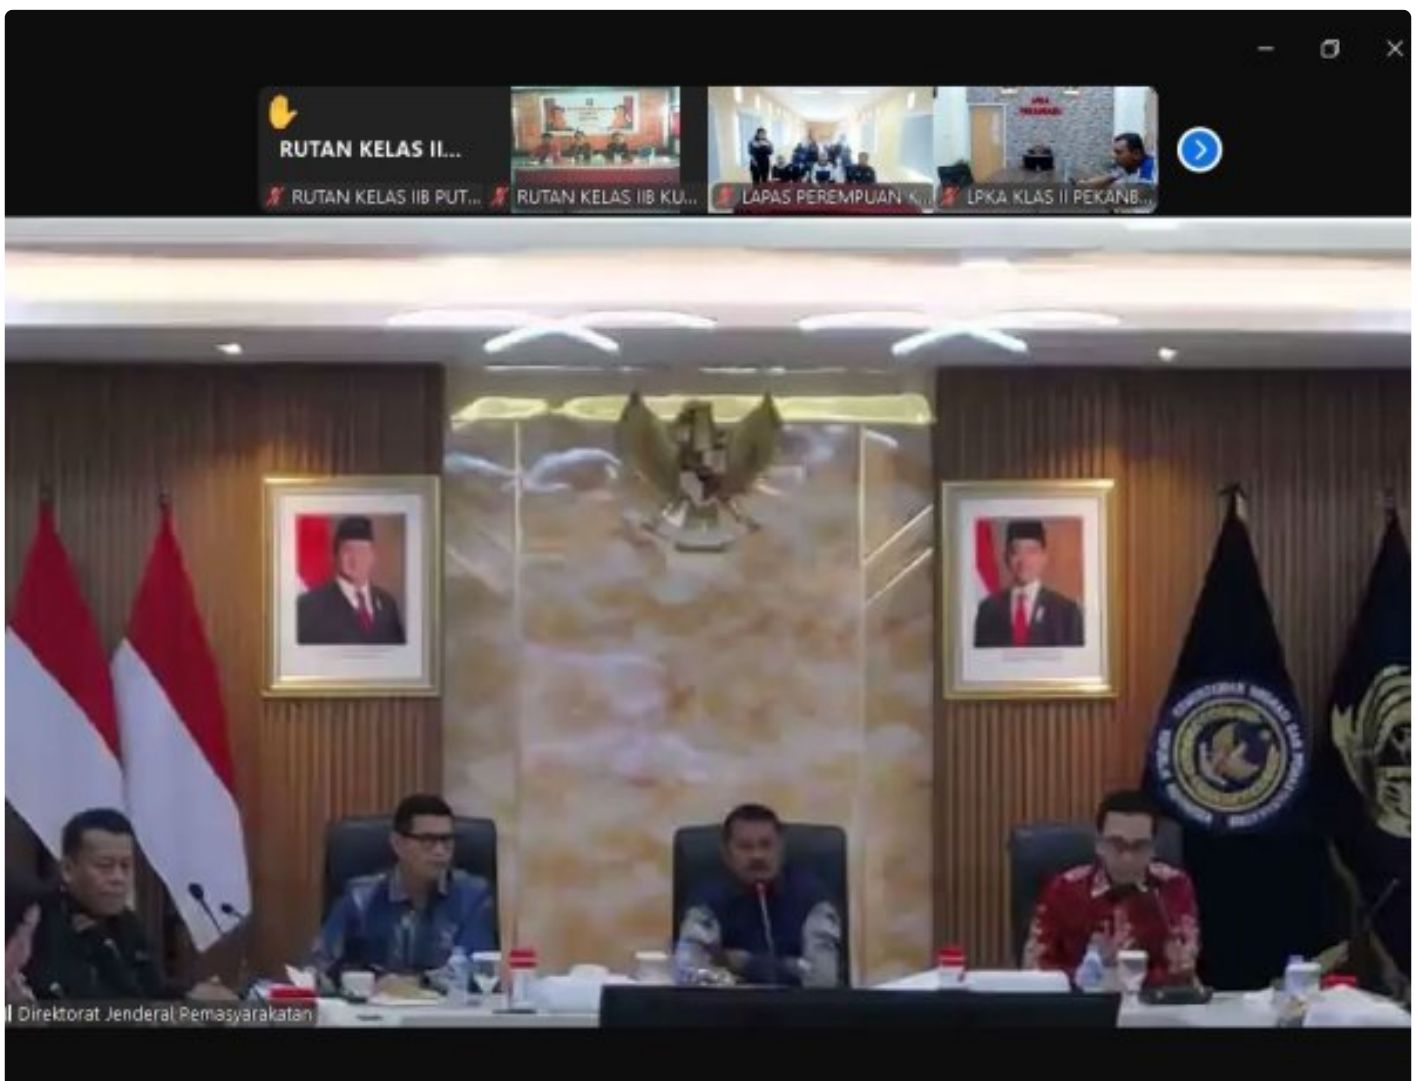 RUTAN KELAS II...
RUTAN KELAS IIB PUT...
RUTAN KELAS IIB KU...
LAPAS PEREMPUAN K...
LPKA KLAS II PEKANB...
Direktorat Jenderal Pemasyarakatan